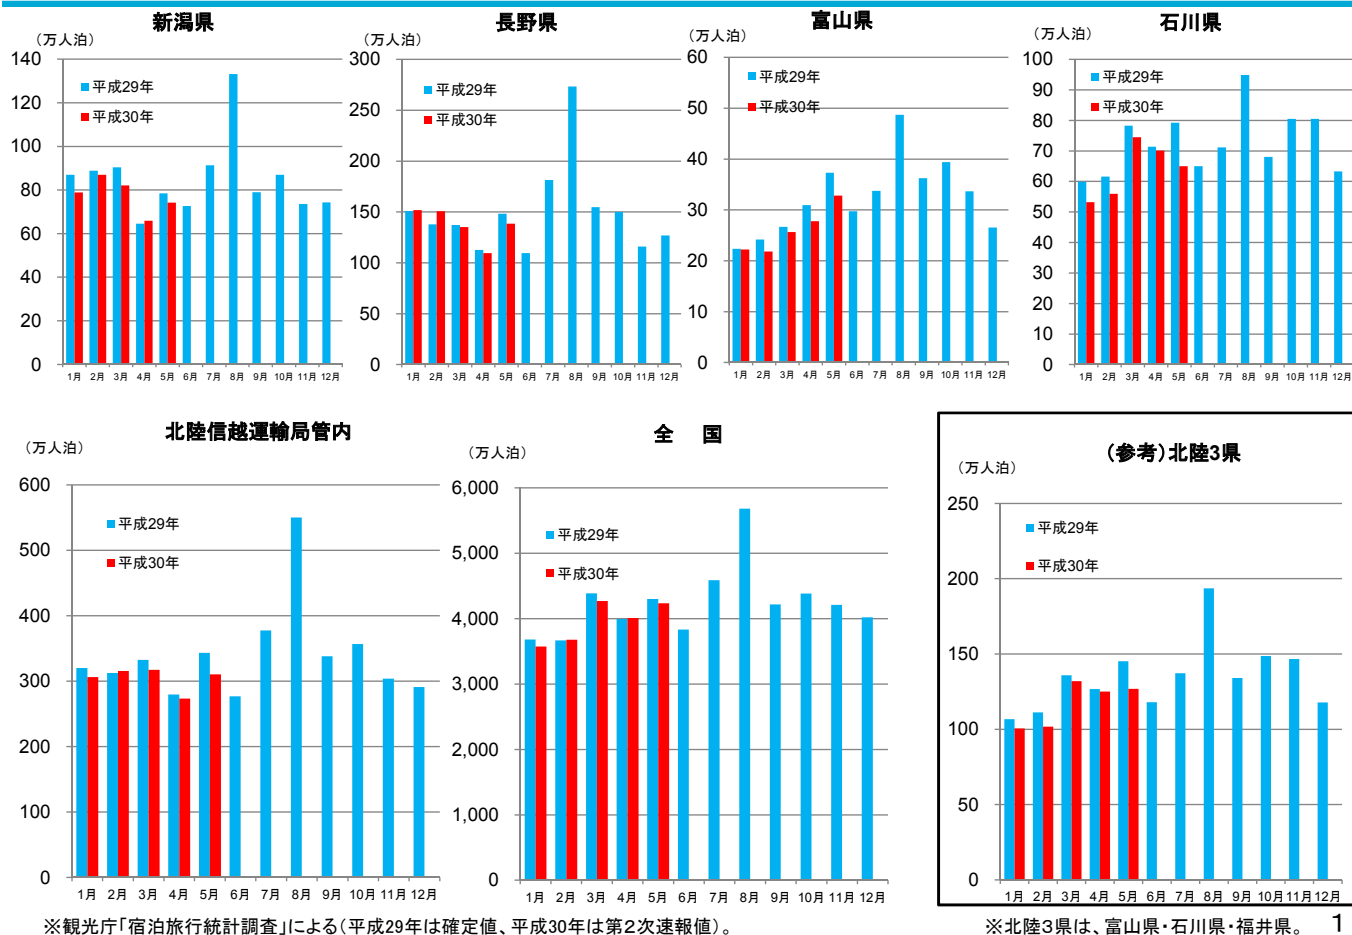 新潟県
（万人泊）
140
120
100
80
60
40
20
0
平成29年
平成30年
1月 2月 3月 4月 5月 6月 7月 8月 9月 10月 11月 12月
長野県
（万人泊）
300
250
200
150
100
50
0
平成29年
平成30年
1月 2月 3月 4月 5月 6月 7月 8月 9月 10月 11月 12月
富山県
（万人泊）
60
50
40
30
20
10
0
平成29年
平成30年
1月 2月 3月 4月 5月 6月 7月 8月 9月 10月 11月 12月
石川県
（万人泊）
100
90
80
70
60
50
40
30
20
10
0
平成29年
平成30年
1月 2月 3月 4月 5月 6月 7月 8月 9月 10月 11月 12月
北陸信越運輸局管内
（万人泊）
600
500
400
300
200
100
0
平成29年
平成30年
1月 2月 3月 4月 5月 6月 7月 8月 9月 10月 11月 12月
全　国
（万人泊）
6,000
5,000
4,000
3,000
2,000
1,000
0
平成29年
平成30年
1月 2月 3月 4月 5月 6月 7月 8月 9月 10月 11月 12月
（参考）北陸3県
（万人泊）
250
200
150
100
50
0
平成29年
平成30年
1月 2月 3月 4月 5月 6月 7月 8月 9月 10月 11月 12月
※観光庁「宿泊旅行統計調査」による（平成29年は確定値、平成30年は第２次速報値）。
※北陸３県は、富山県・石川県・福井県。
1